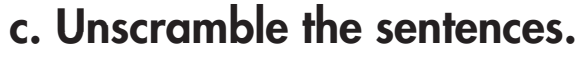 c. Unscramble the sentences.